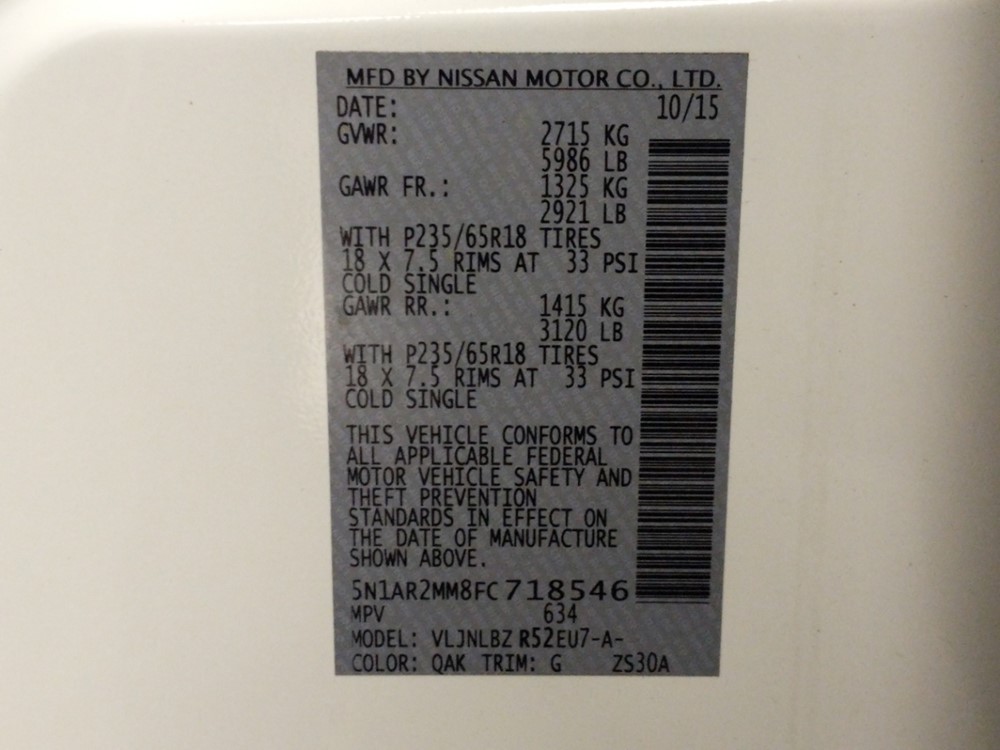 MFD BY NISSAN MOTOR CO., LTD.
DATE: 10/15
GVWR: 2715 KG
5986 LB
GAWR FR.: 1325 KG
2921 LB
WITH P235/65R18 TIRES
18 X 7.5 RIMS AT 33 PSI
COLD SINGLE
GAWR RR.: 1415 KG
3120 LB
WITH P235/65R18 TIRES
18 X 7.5 RIMS AT 33 PSI
COLD SINGLE
THIS VEHICLE CONFORMS TO
ALL APPLICABLE FEDERAL
MOTOR VEHICLE SAFETY AND
THEFT PREVENTION
STANDARDS IN EFFECT ON
THE DATE OF MANUFACTURE
SHOWN ABOVE.
5N1AR2MM8FC718546
MPV 634
MODEL: VLJNLBZ R52EU7-A-
COLOR: QAK TRIM: G ZS30A